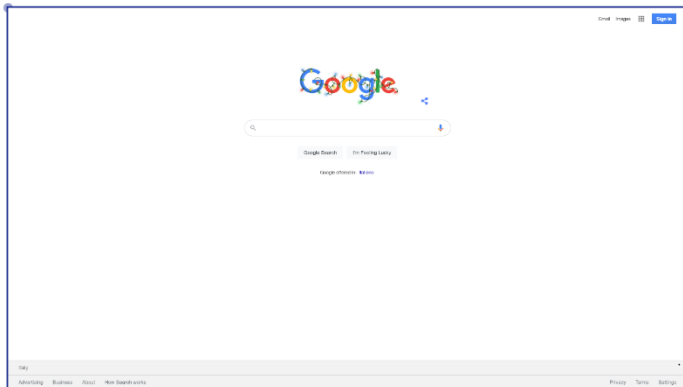 Gmail Images Sign in
Google
Google Search I'm Feeling Lucky
Google offered in: Italiano
Italy
Advertising Business About How Search works Privacy Terms Settings